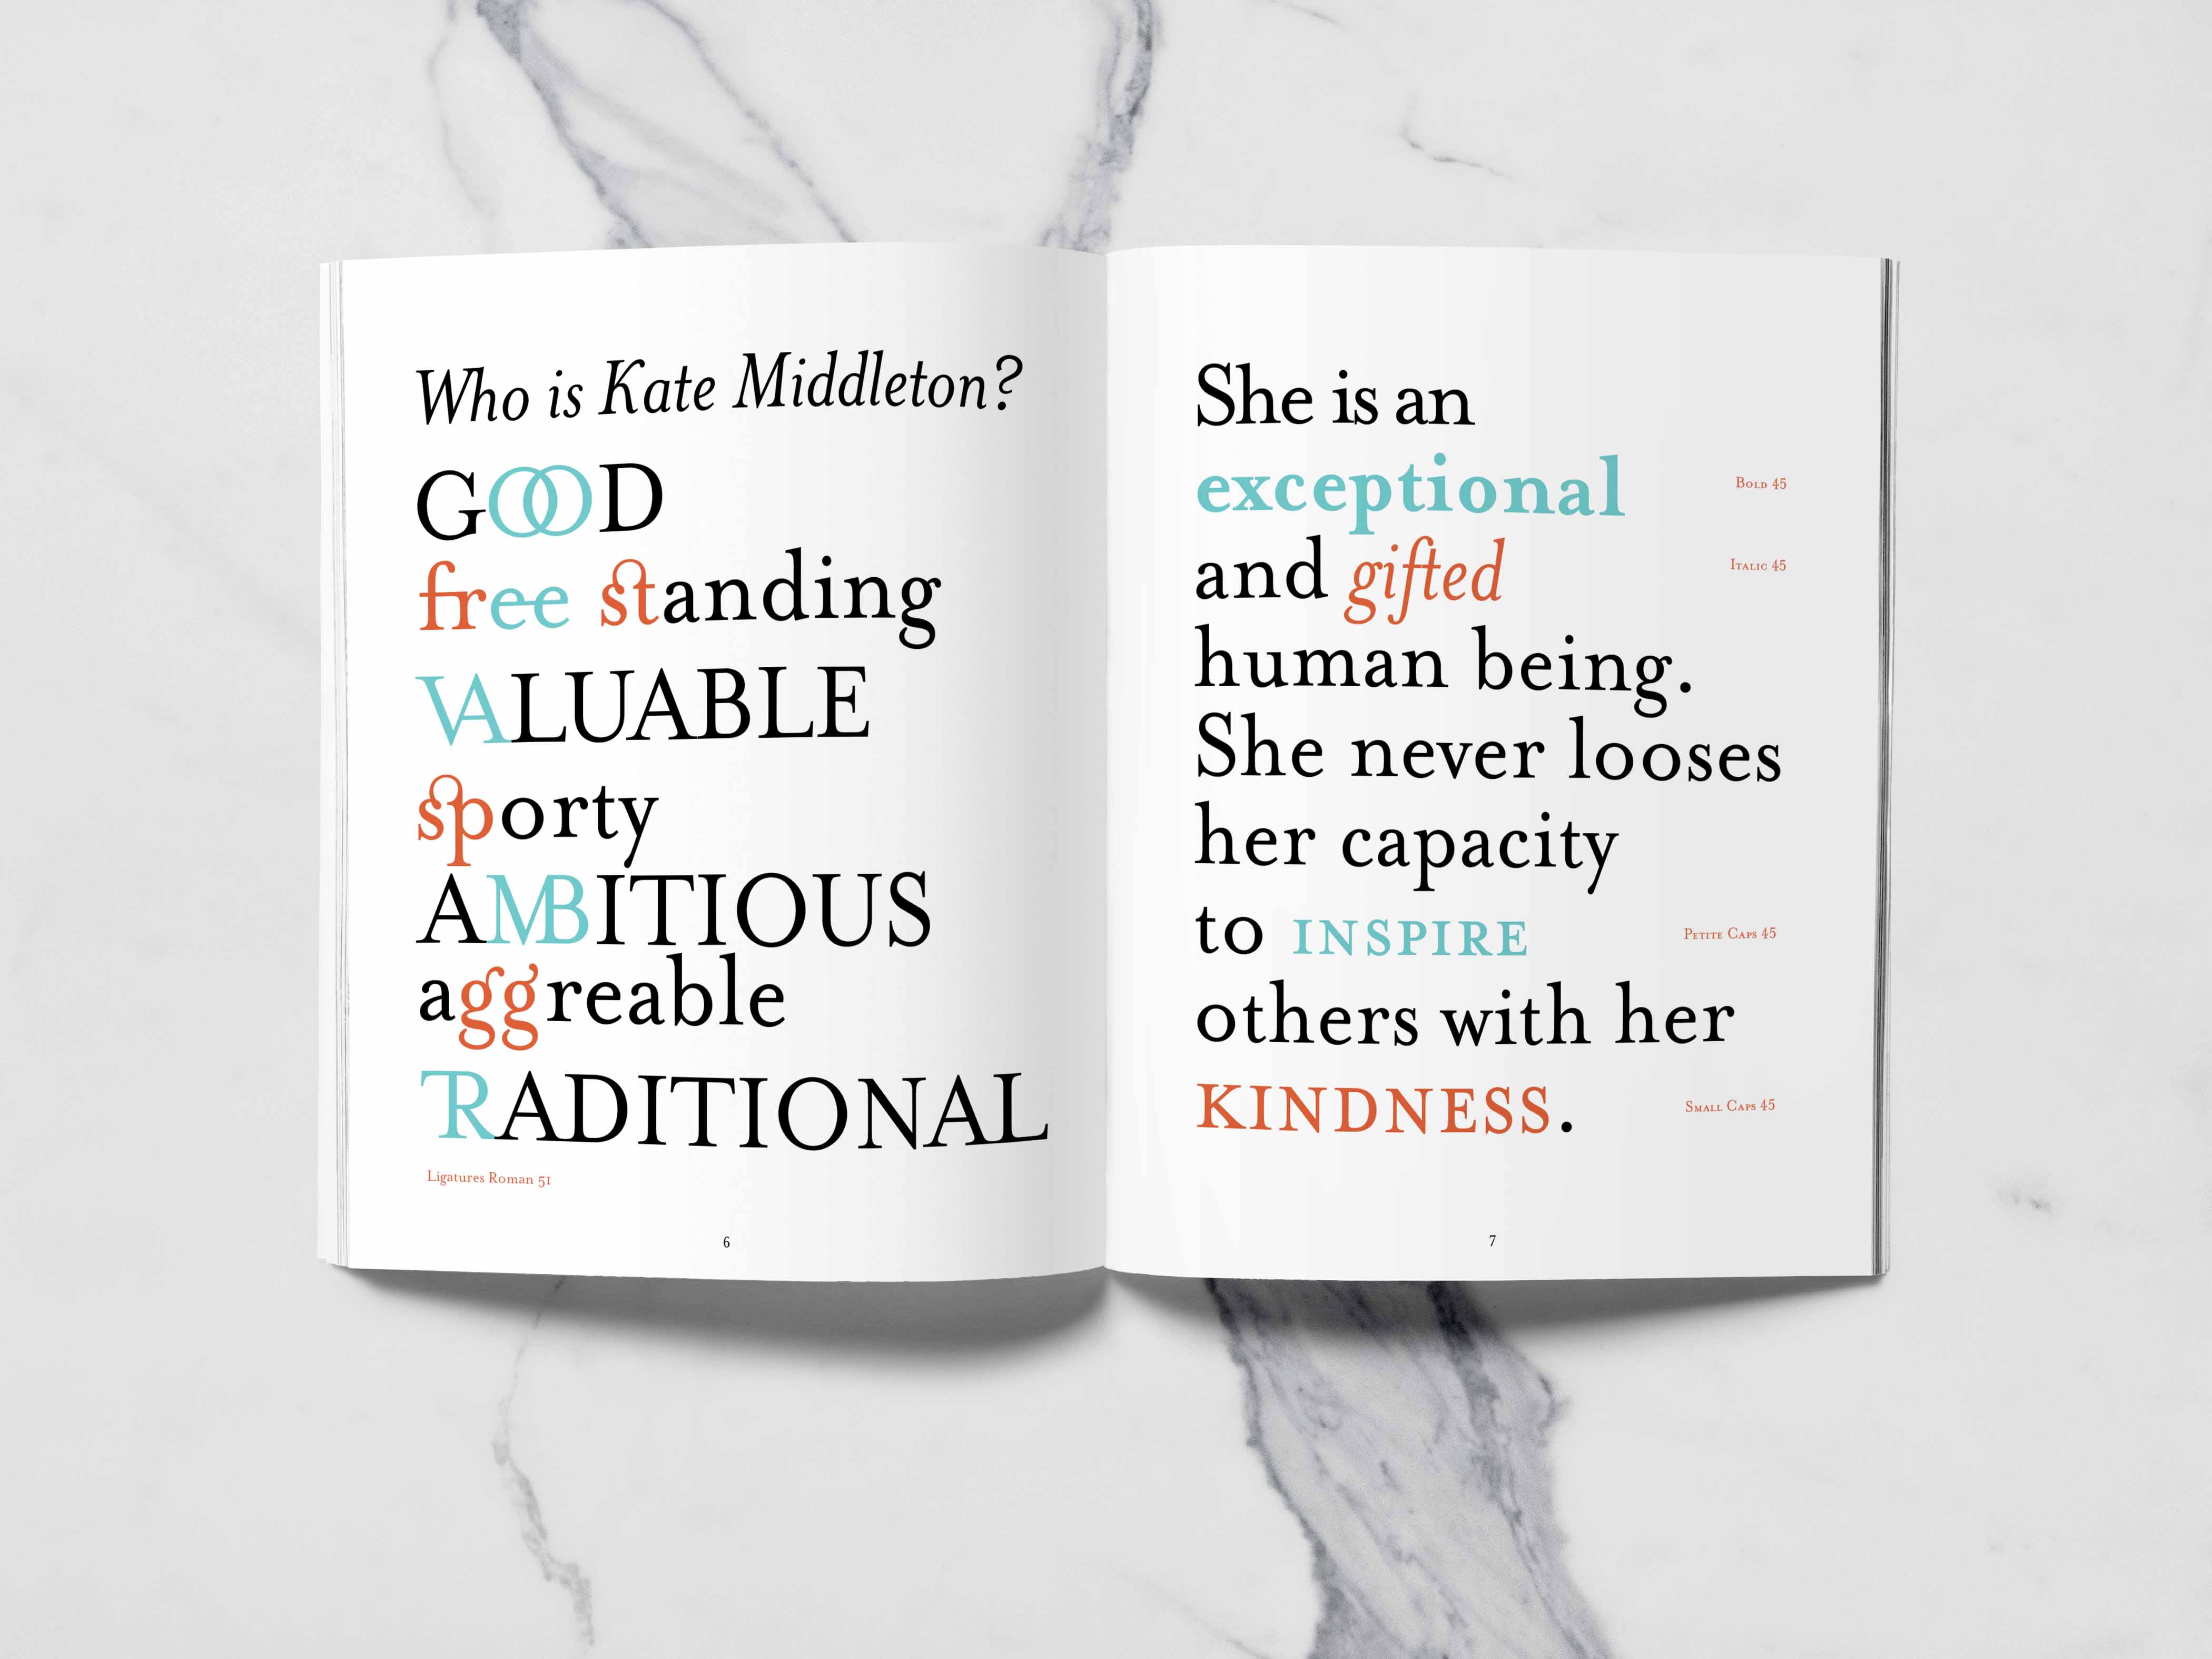 Who is Kate Middleton?
GOOD
free standing
VALUABLE
sporty
AMBITIOUS
aggreable
TRADITIONAL
Ligatures Roman 51
6
She is an
exceptional
Bold 45
and gifted
Italic 45
human being.
She never looses
her capacity
to INSPIRE
Petite Caps 45
others with her
KINDNESS.
Small Caps 45
7